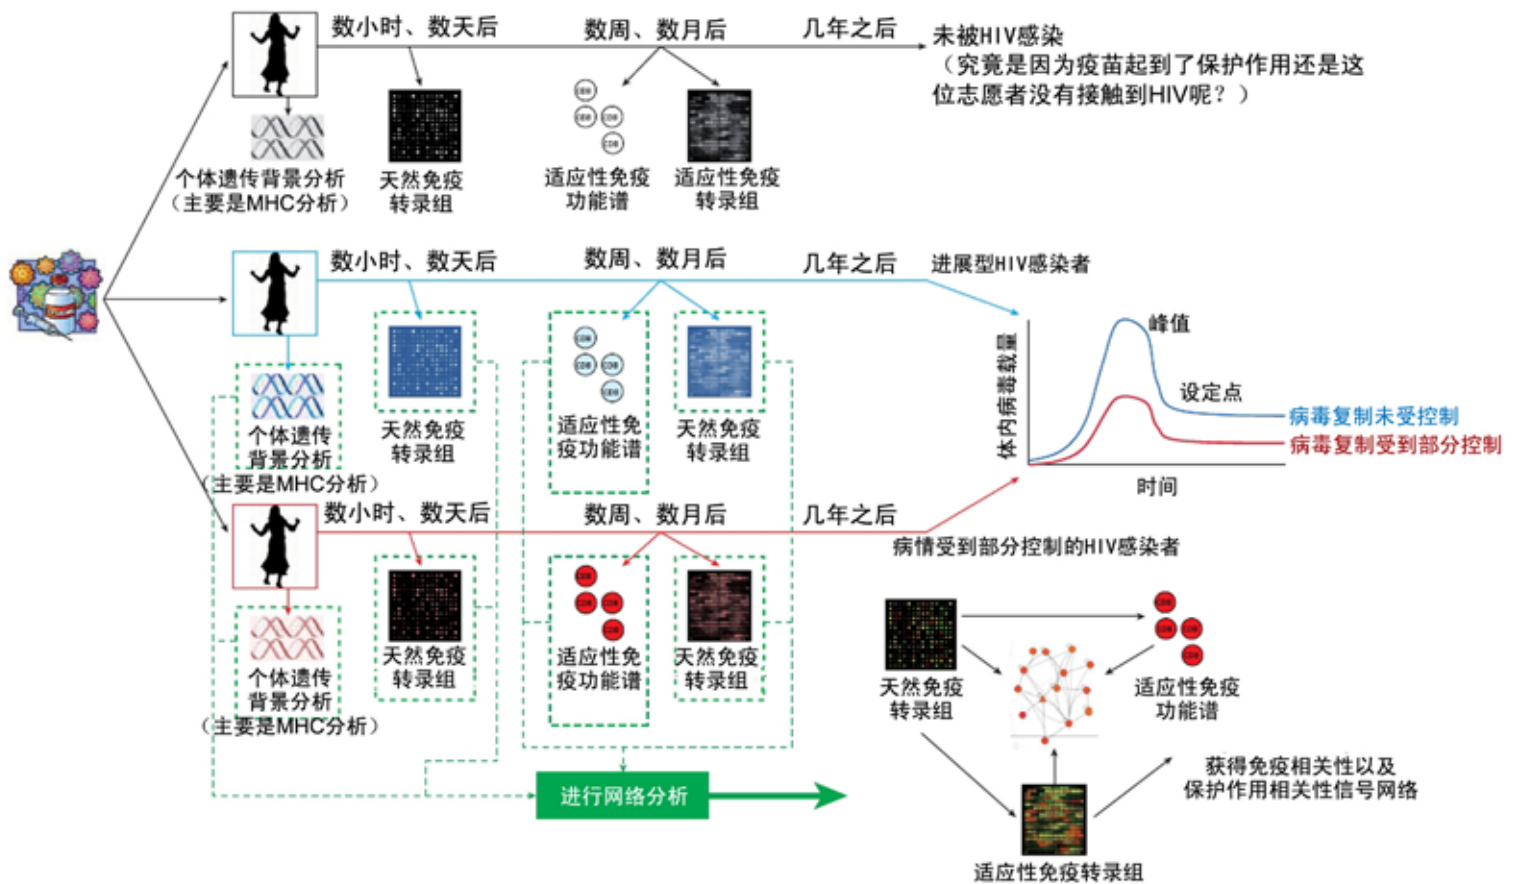 数小时、数天后
数周、数月后
几年之后
未被HIV感染
（究竟是因为疫苗起到了保护作用还是这
位志愿者没有接触到HIV呢？）
个体遗传背景分析
（主要是MHC分析）
天然免疫
转录组
适应性免疫
功能谱
适应性免疫
转录组
数小时、数天后
数周、数月后
几年之后
进展型HIV感染者
个体遗传
背景分析
（主要是MHC分析）
天然免疫
转录组
适应性免
疫功能谱
天然免疫
转录组
体内病毒载量
峰值
设定点
病毒复制未受控制
病毒复制受到部分控制
时间
数小时、数天后
数周、数月后
几年之后
病情受到部分控制的HIV感染者
个体遗传
背景分析
（主要是MHC分析）
天然免疫
转录组
适应性免
疫功能谱
天然免疫
转录组
进行网络分析
天然免疫
转录组
适应性免疫
功能谱
获得免疫相关性以及
保护作用相关性信号网络
适应性免疫转录组